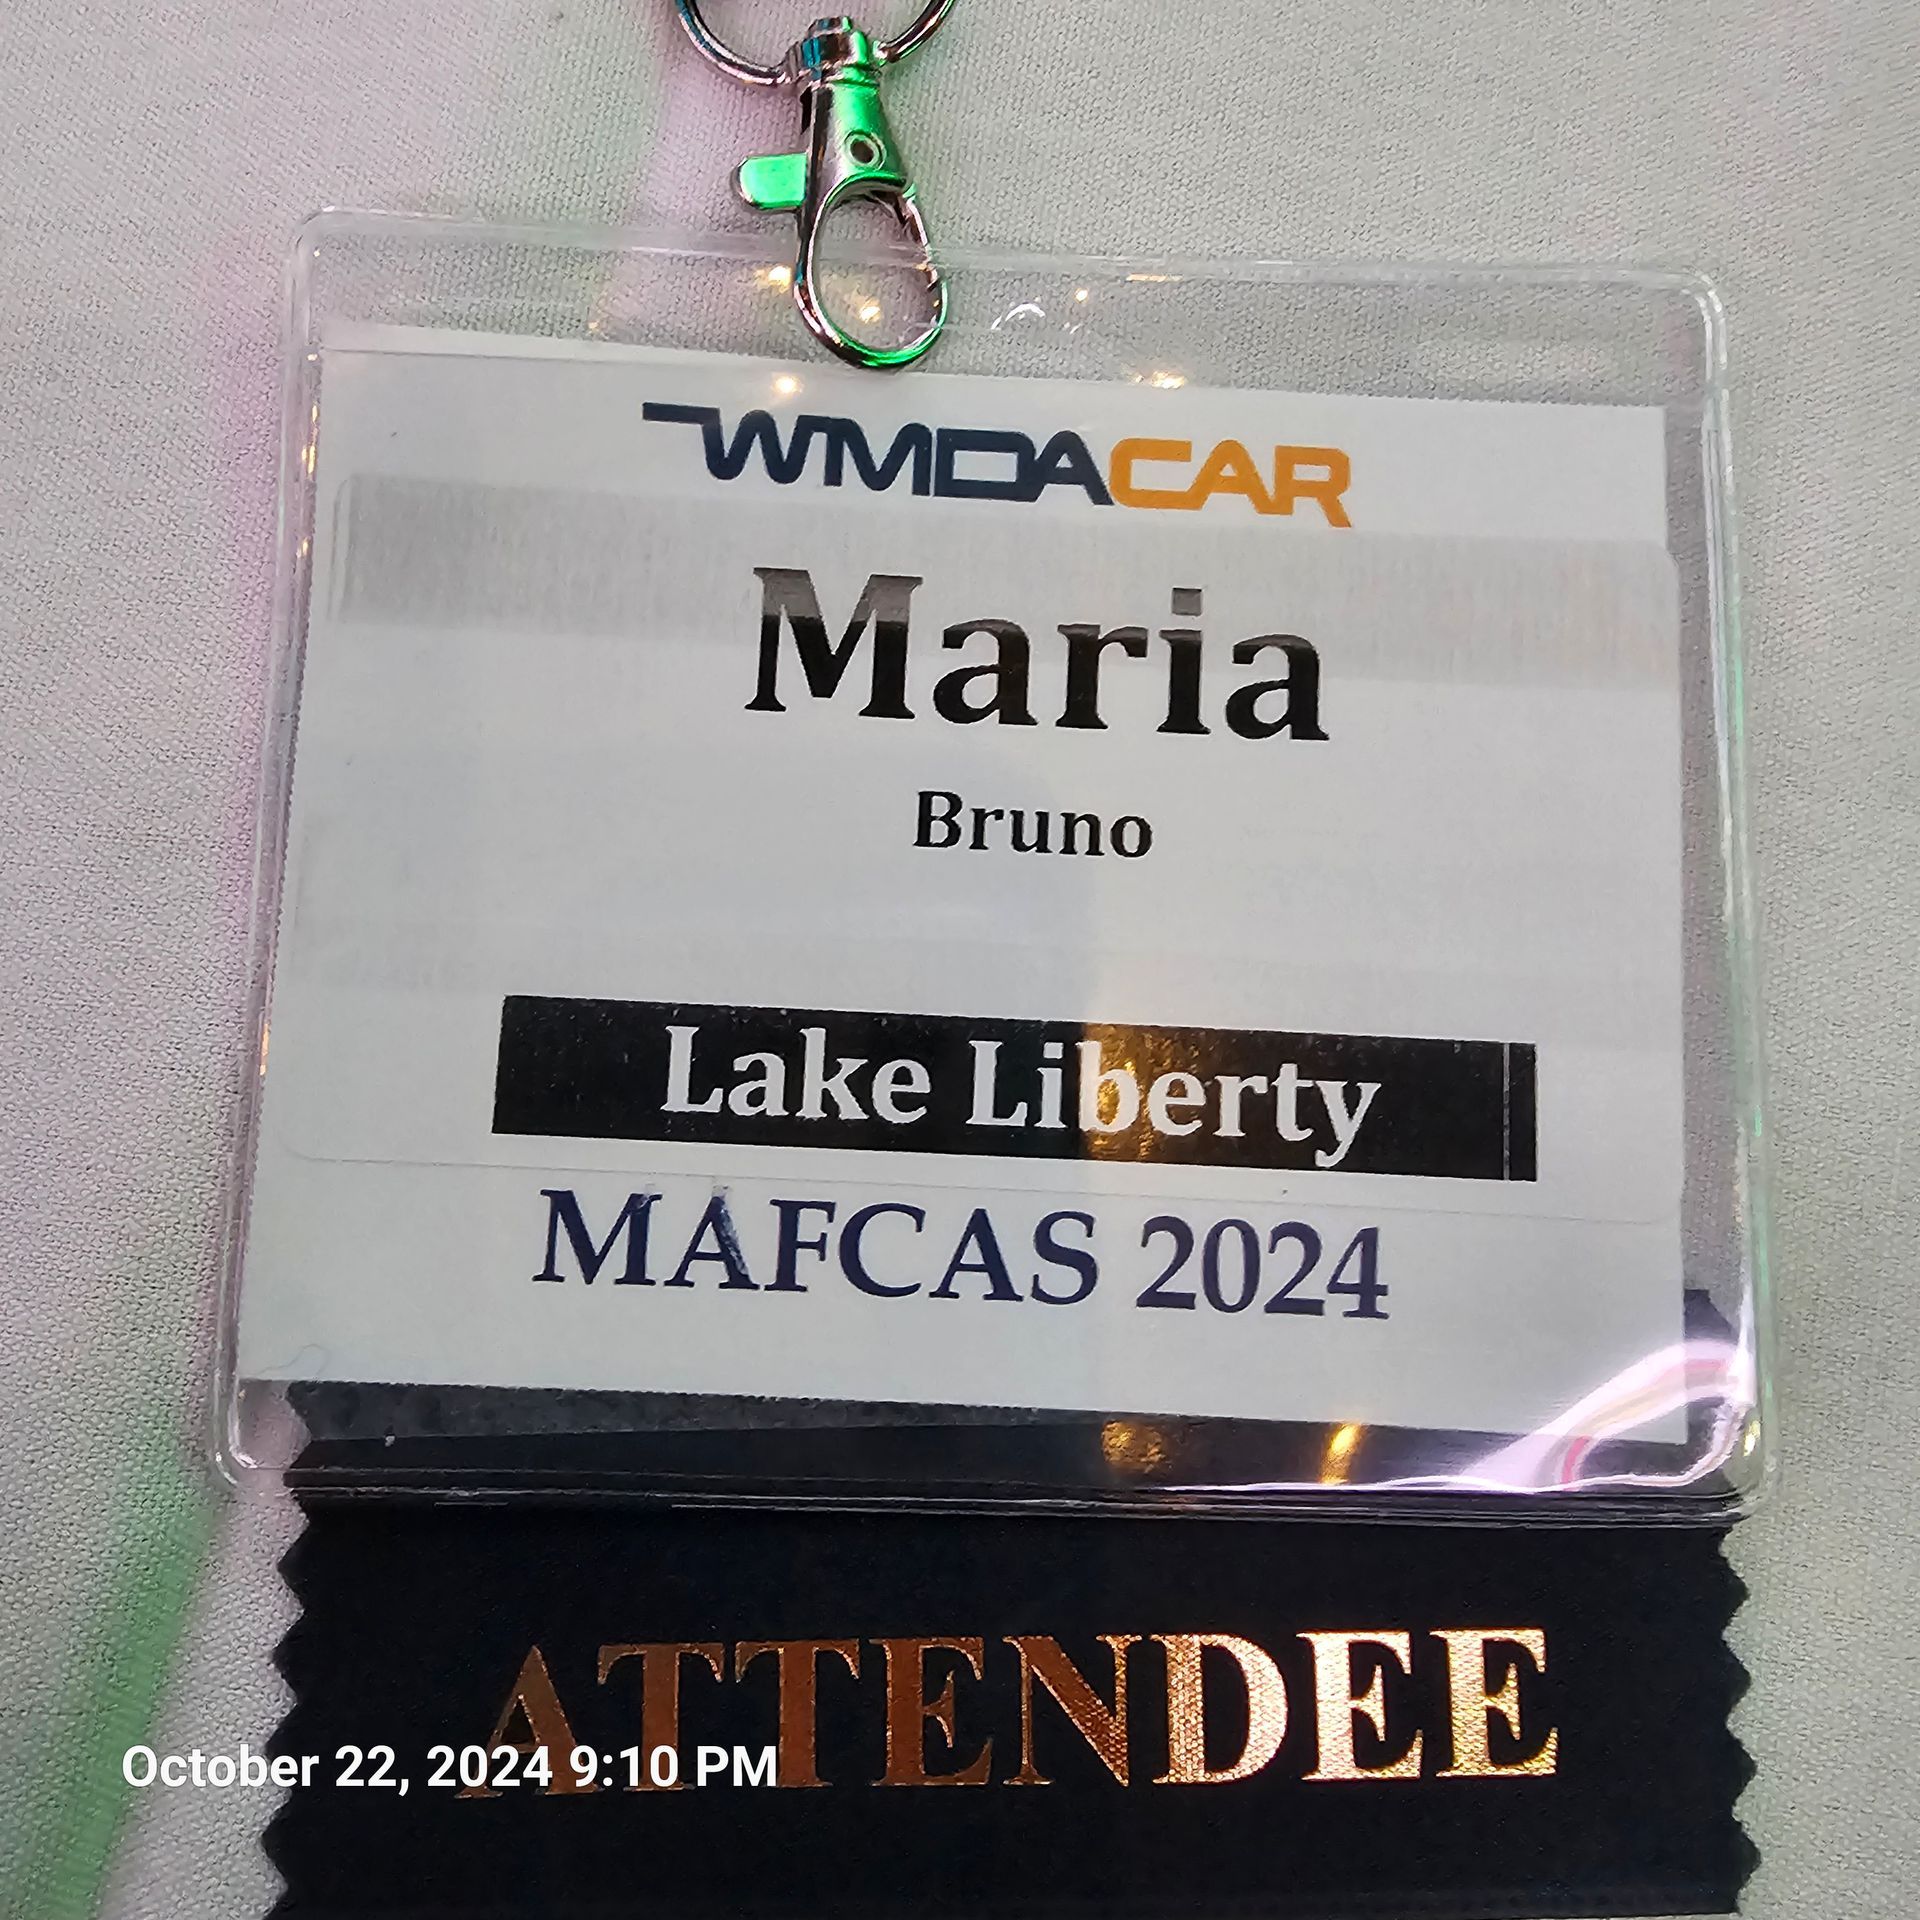 WMDACAR
Maria
Bruno
Lake Liberty
MAFCAS 2024
ATTENDEE
October 22, 2024 9:10 PM